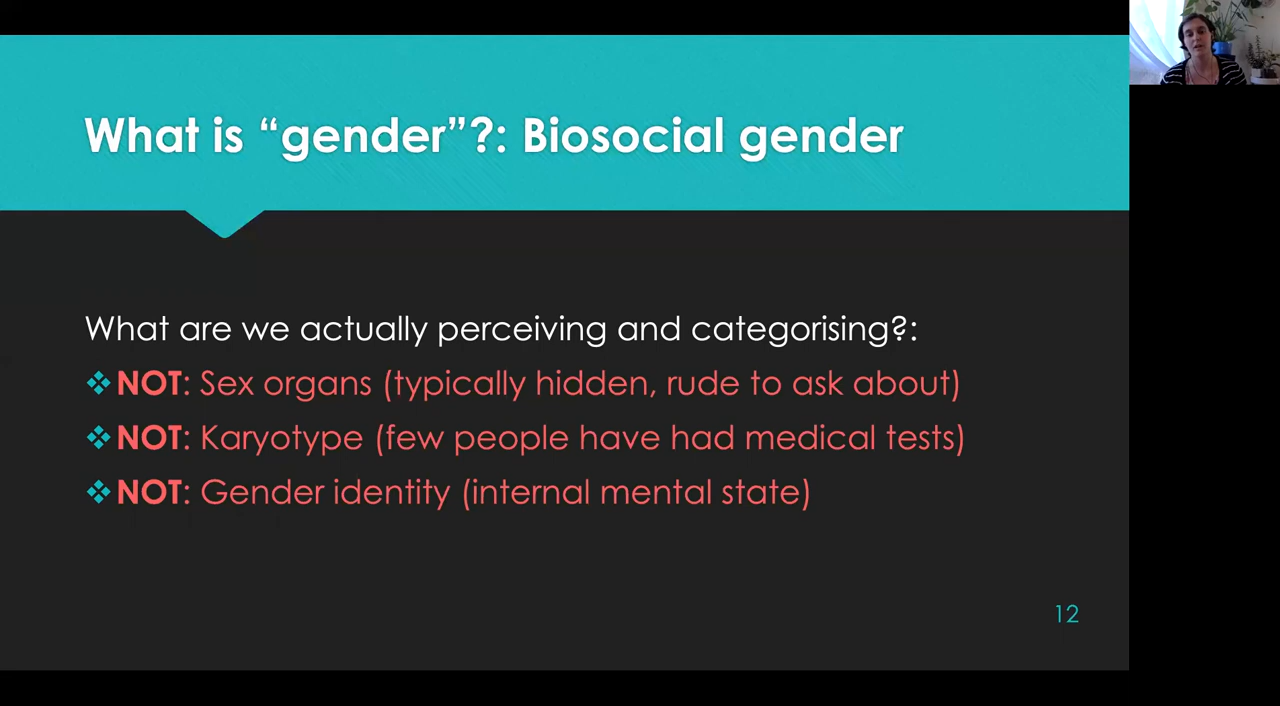 What is “gender”?: Biosocial gender
What are we actually perceiving and categorising?:
NOT: Sex organs (typically hidden, rude to ask about)
NOT: Karyotype (few people have had medical tests)
NOT: Gender identity (internal mental state)
12